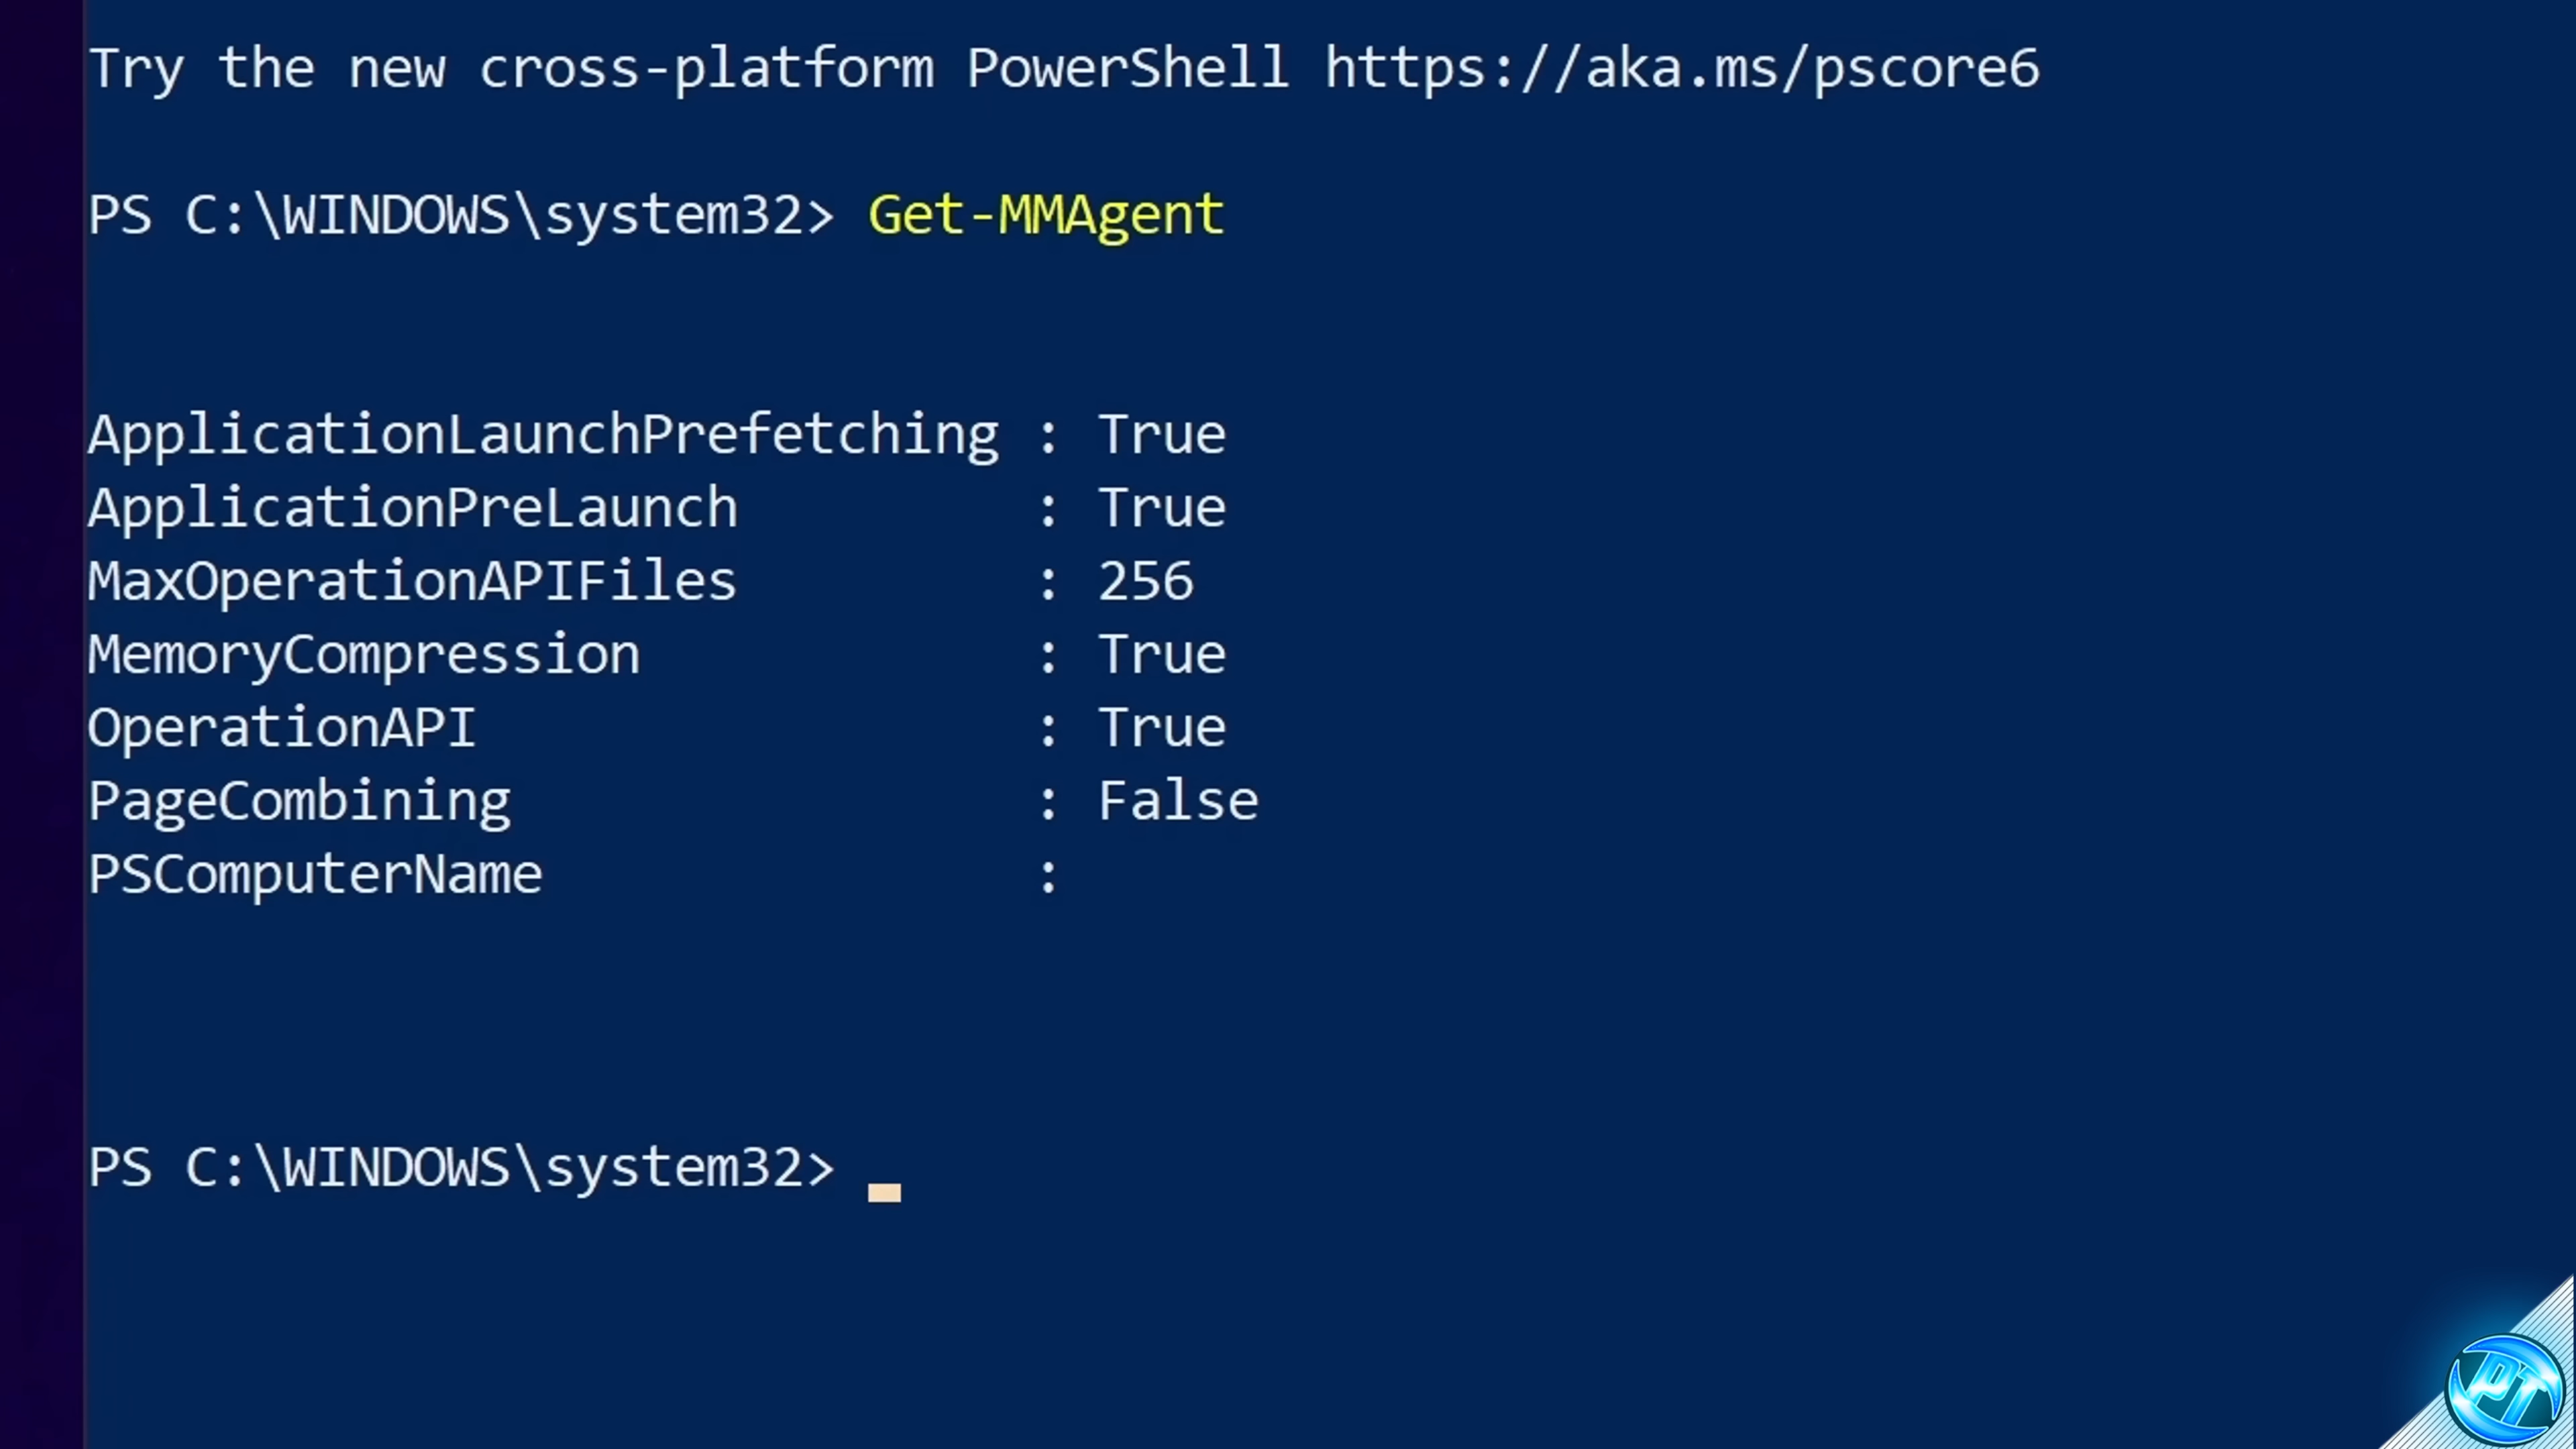 Try the new cross-platform PowerShell https://aka.ms/pscore6
PS C:\WINDOWS\system32> Get-MMAgent
ApplicationLaunchPrefetching : True
ApplicationPreLaunch : True
MaxOperationAPIFiles : 256
MemoryCompression : True
OperationAPI : True
PageCombining : False
PSComputerName :
PS C:\WINDOWS\system32>
PT